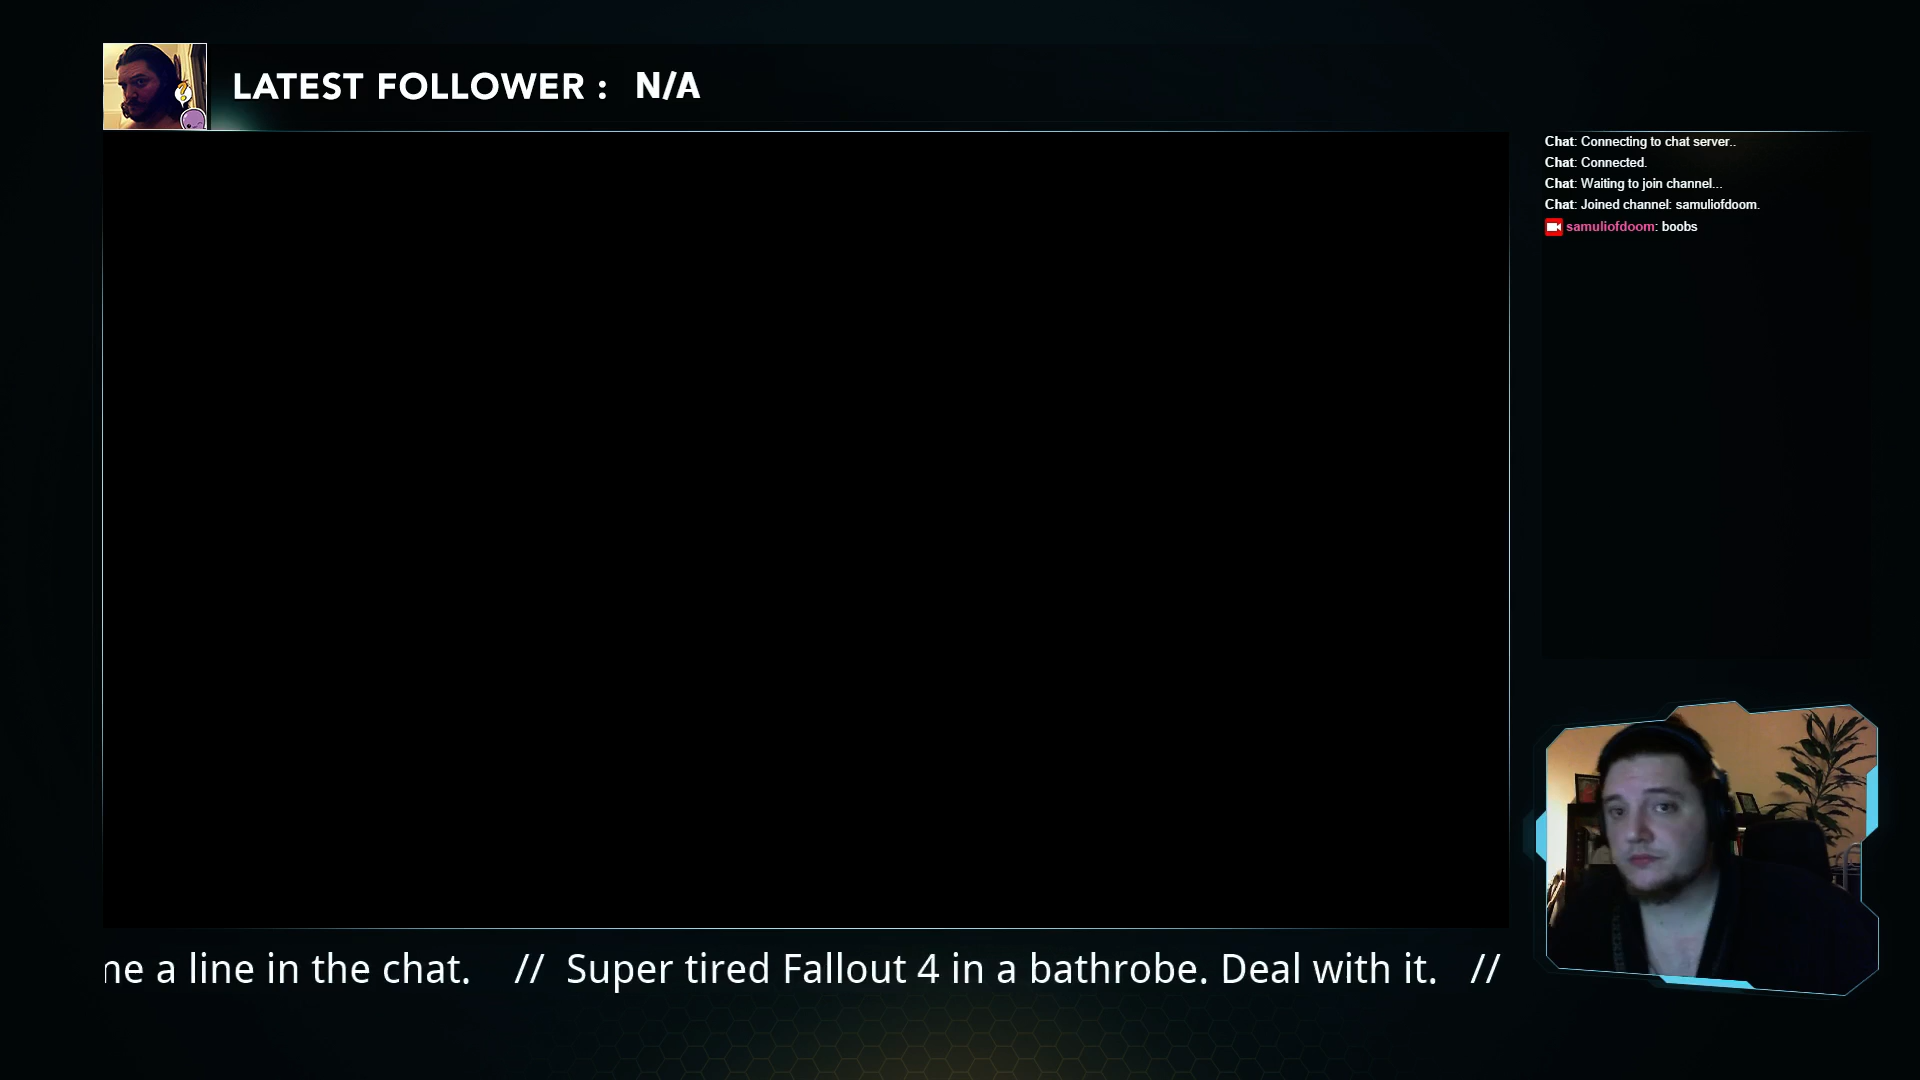 LATEST FOLLOWER : N/A
Chat: Connecting to chat server..
Chat: Connected.
Chat: Waiting to join channel...
Chat: Joined channel: samuliofdoom.
samuliofdoom: boobs
me a line in the chat. // Super tired Fallout 4 in a bathrobe. Deal with it. //